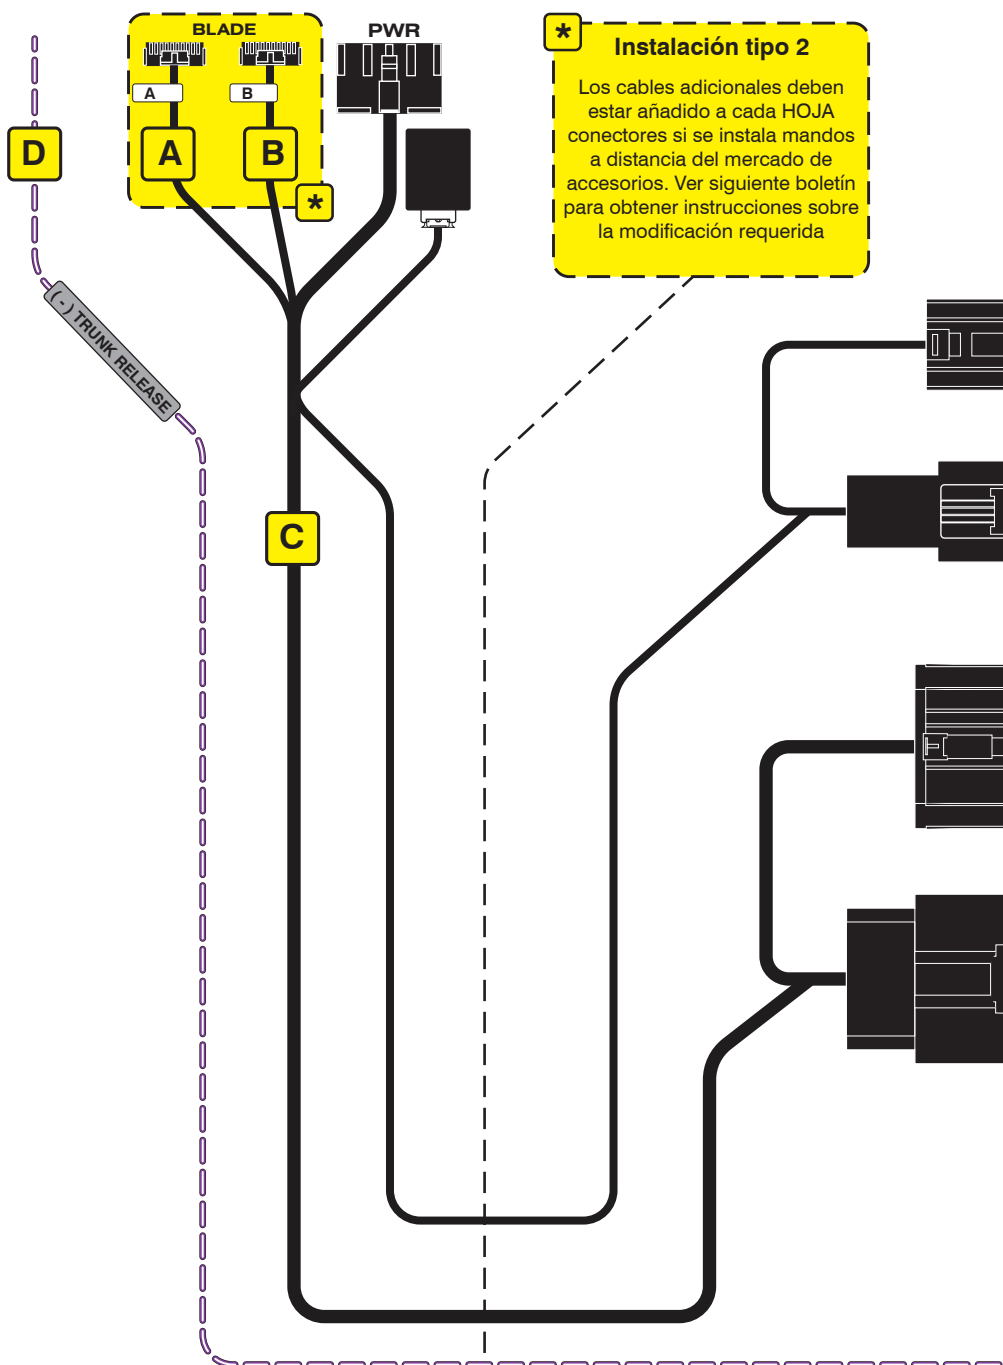 BLADE
PWR
A
B
A
B
*
D
(-) TRUNK RELEASE
C
*
Instalación tipo 2
Los cables adicionales deben
estar añadido a cada HOJA
conectores si se instala mandos
a distancia del mercado de
accesorios. Ver siguiente boletín
para obtener instrucciones sobre
la modificación requerida